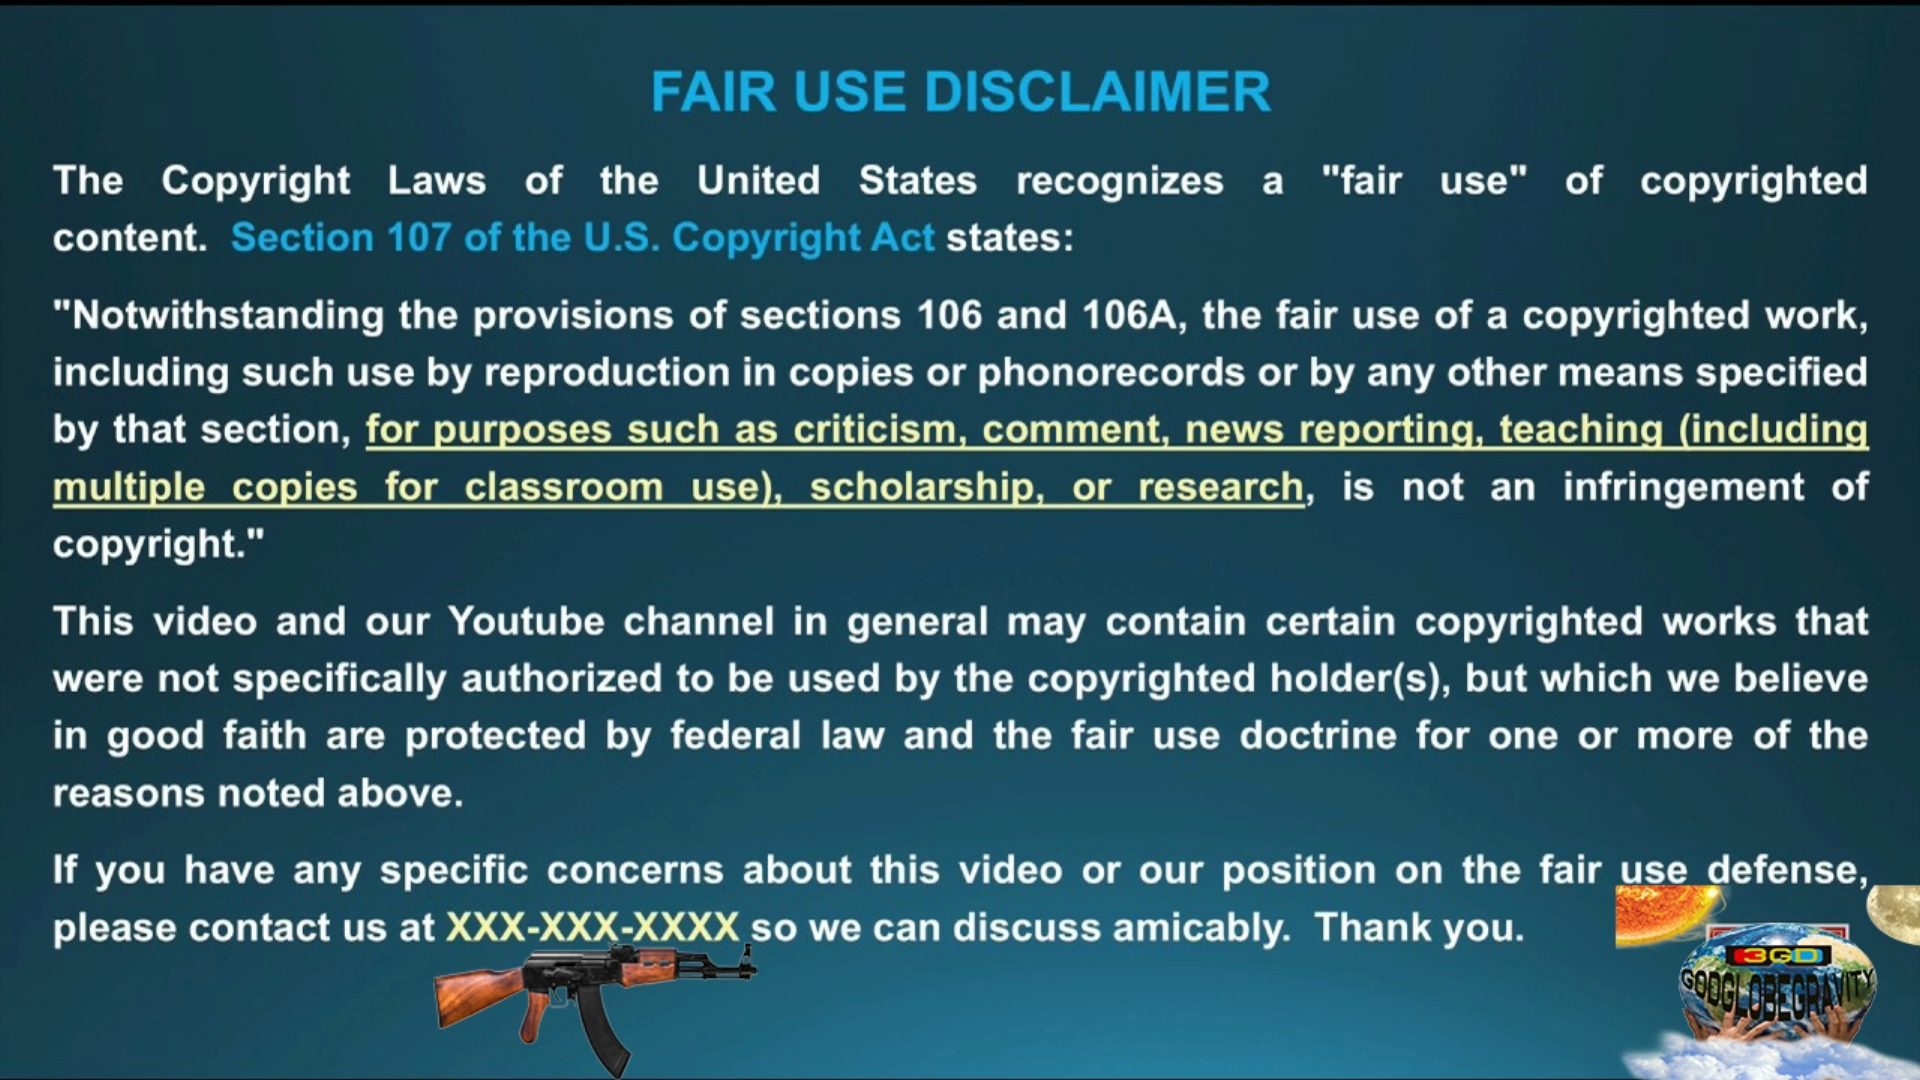 FAIR USE DISCLAIMER
The Copyright Laws of the United States recognizes a "fair use" of copyrighted
content. Section 107 of the U.S. Copyright Act states:
"Notwithstanding the provisions of sections 106 and 106A, the fair use of a copyrighted work,
including such use by reproduction in copies or phonorecords or by any other means specified
by that section, for purposes such as criticism, comment, news reporting, teaching (including
multiple copies for classroom use), scholarship, or research, is not an infringement of
copyright."
This video and our Youtube channel in general may contain certain copyrighted works that
were not specifically authorized to be used by the copyrighted holder(s), but which we believe
in good faith are protected by federal law and the fair use doctrine for one or more of the
reasons noted above.
If you have any specific concerns about this video or our position on the fair use defense,
please contact us at XXX-XXX-XXXX so we can discuss amicably. Thank you.
3GD
GODGLOBEGRAVITY